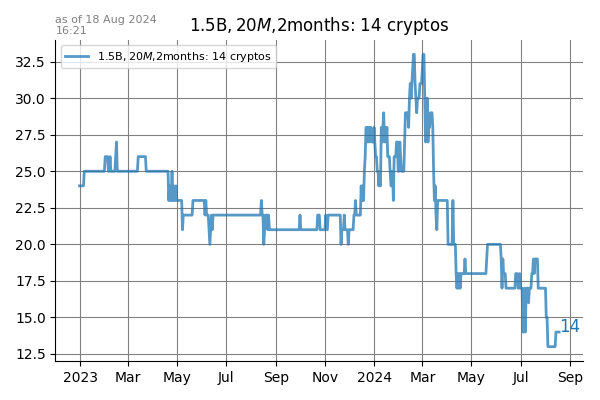 as of 18 Aug 2024
16:21
1.5B, 20M,2months: 14 cryptos
1.5B, 20M,2months: 14 cryptos
32.5
30.0
27.5
25.0
22.5
20.0
17.5
15.0
12.5
14
2023 Mar May Jul Sep Nov 2024 Mar May Jul Sep